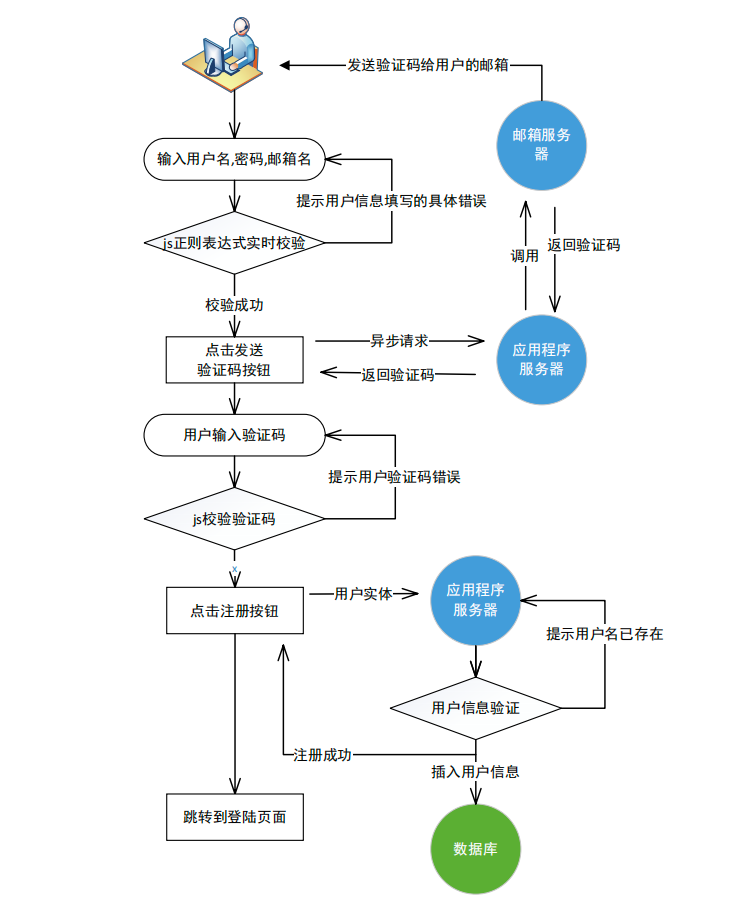 发送验证码给用户的邮箱
邮箱服务
器
输入用户名,密码,邮箱名
提示用户信息填写的具体错误
js正则表达式实时校验
调用
返回验证码
校验成功
点击发送
验证码按钮
异步请求
返回验证码
应用程序
服务器
用户输入验证码
提示用户验证码错误
js校验验证码
x
点击注册按钮
用户实体
应用程序
服务器
提示用户名已存在
用户信息验证
注册成功
插入用户信息
跳转到登陆页面
数据库